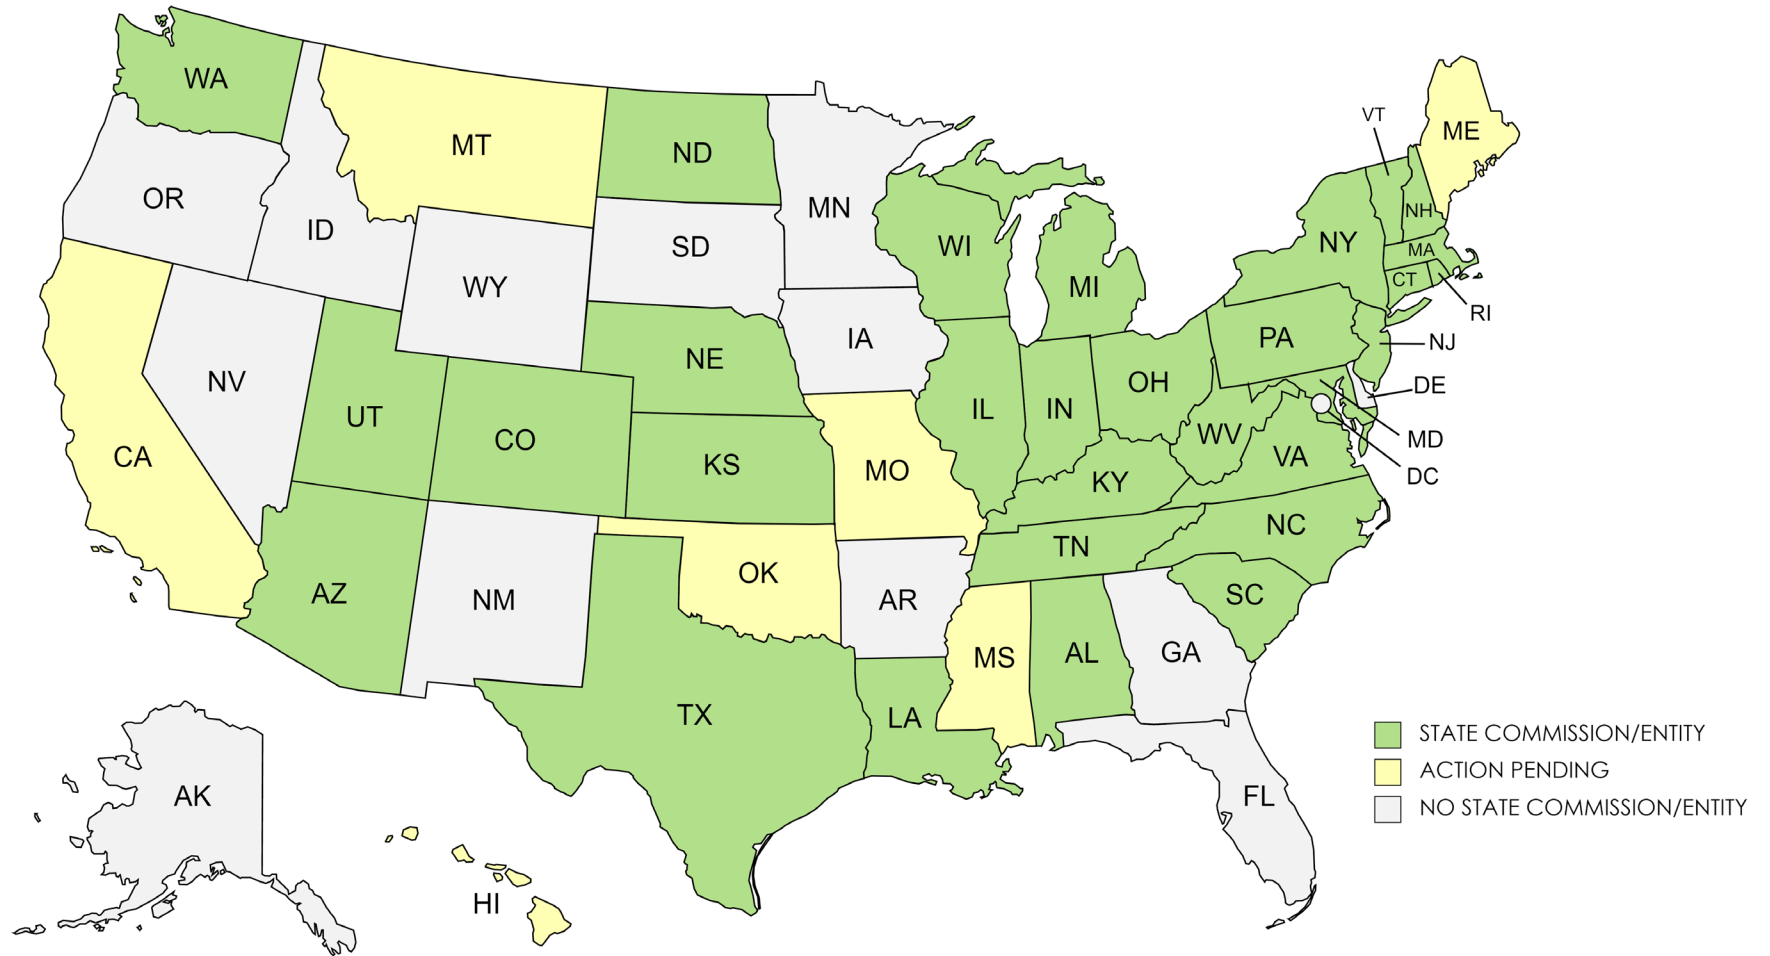 WA
MT
ND
MN
OR
ID
SD
WY
WI
MI
VT
ME
NH
NY
MA
CT
RI
IA
NE
NV
UT
CO
KS
CA
MO
IL
IN
OH
PA
NJ
DE
MD
DC
WV
VA
KY
NC
TN
AZ
NM
OK
AR
SC
MS
AL
GA
TX
LA
FL
AK
HI
STATE COMMISSION/ENTITY
ACTION PENDING
NO STATE COMMISSION/ENTITY